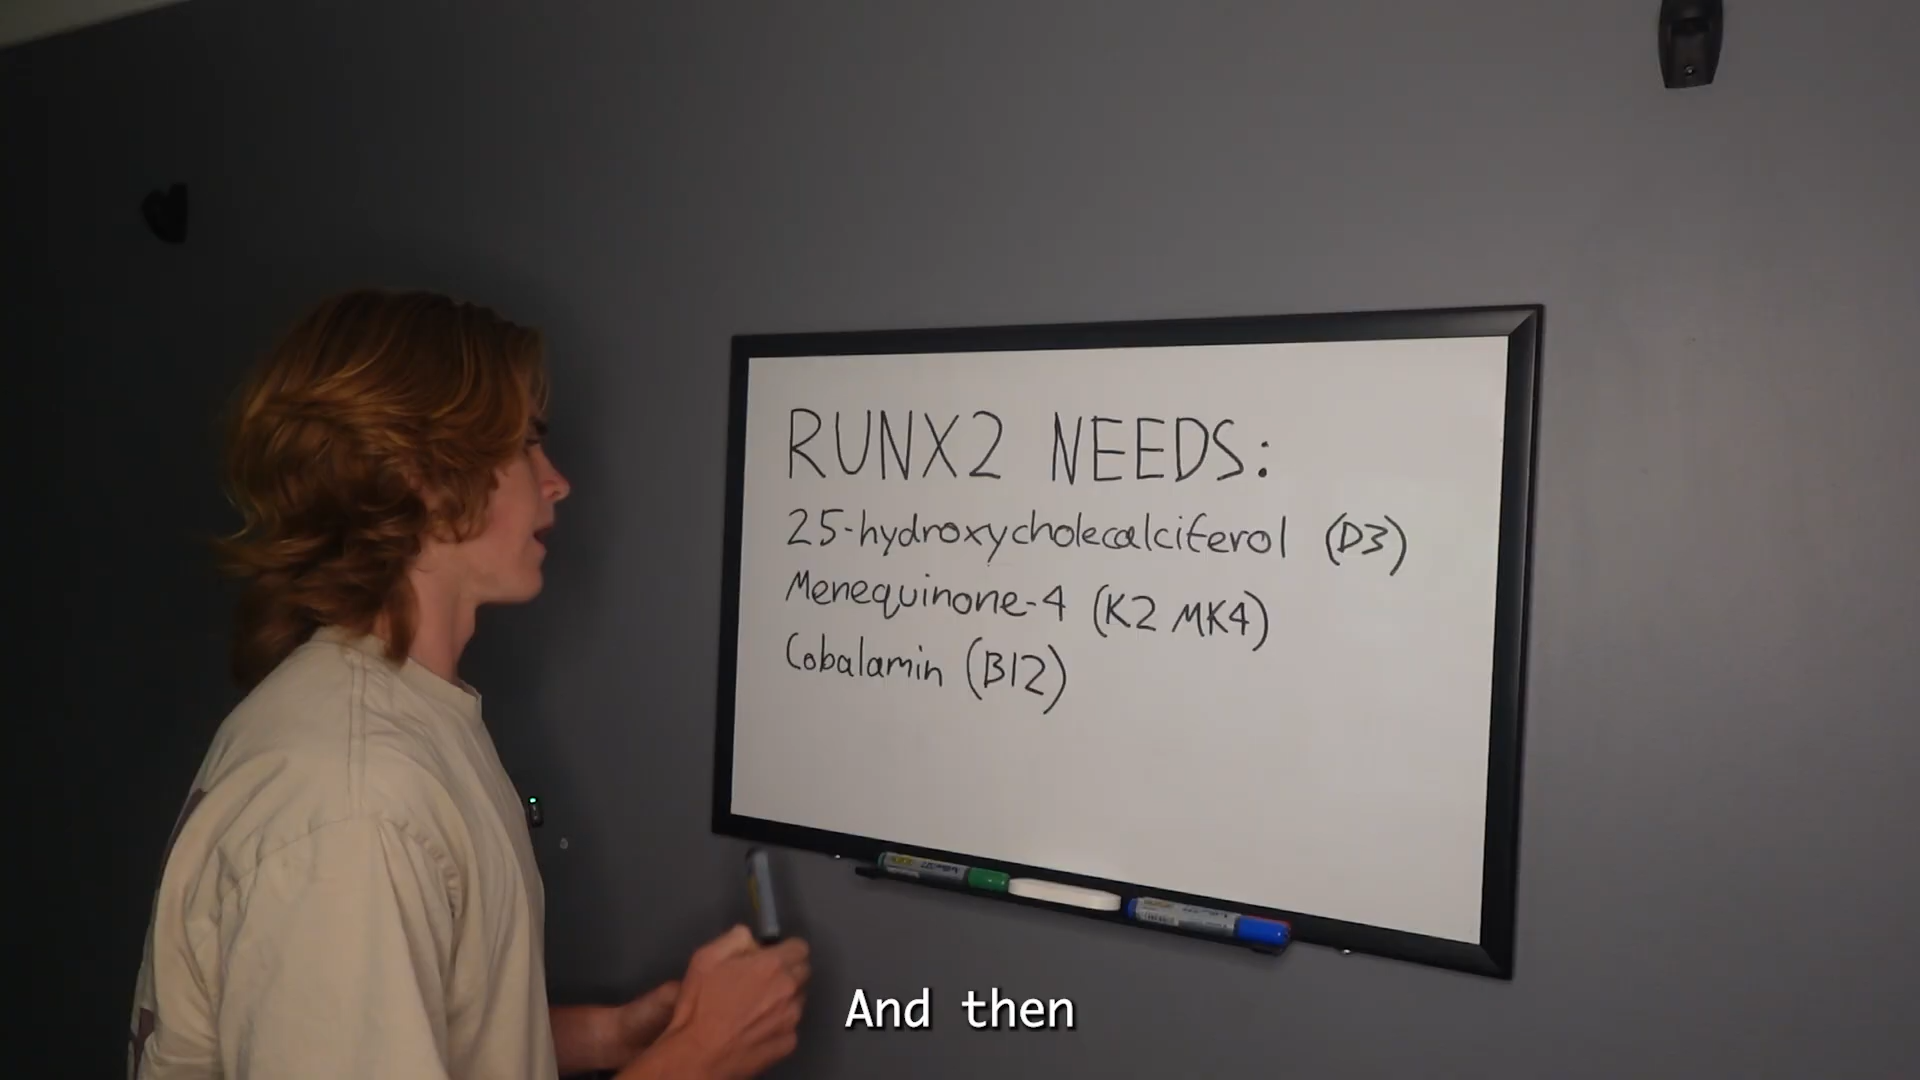 RUNX2 NEEDS:
25-hydroxycholecalciferol (D3)
Menequinone-4 (K2 MK4)
Cobalamin (B12)
And then